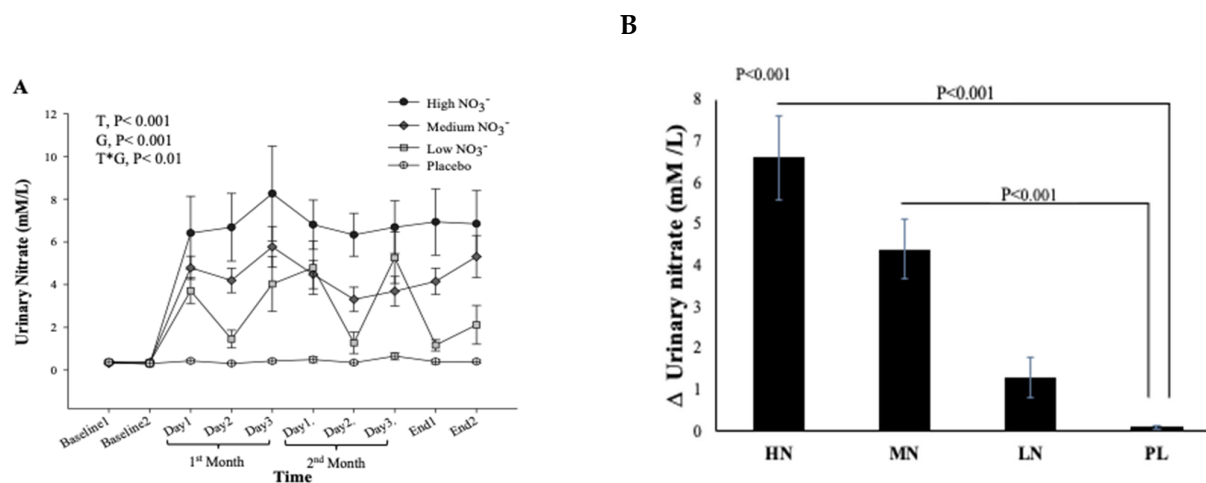 B
A
T, P< 0.001
G, P< 0.001
T*G, P< 0.01
High NO₃⁻
Medium NO₃⁻
Low NO₃⁻
Placebo
Urinary Nitrate (mM/L)
12
10
8
6
4
2
0
Baseline1
Baseline2
Day1
Day2
Day3
Day1.
Day2.
Day3.
End1
End2
1st Month
2nd Month
Time
P<0.001
P<0.001
P<0.001
Δ Urinary nitrate (mM /L)
8
7
6
5
4
3
2
1
0
HN
MN
LN
PL